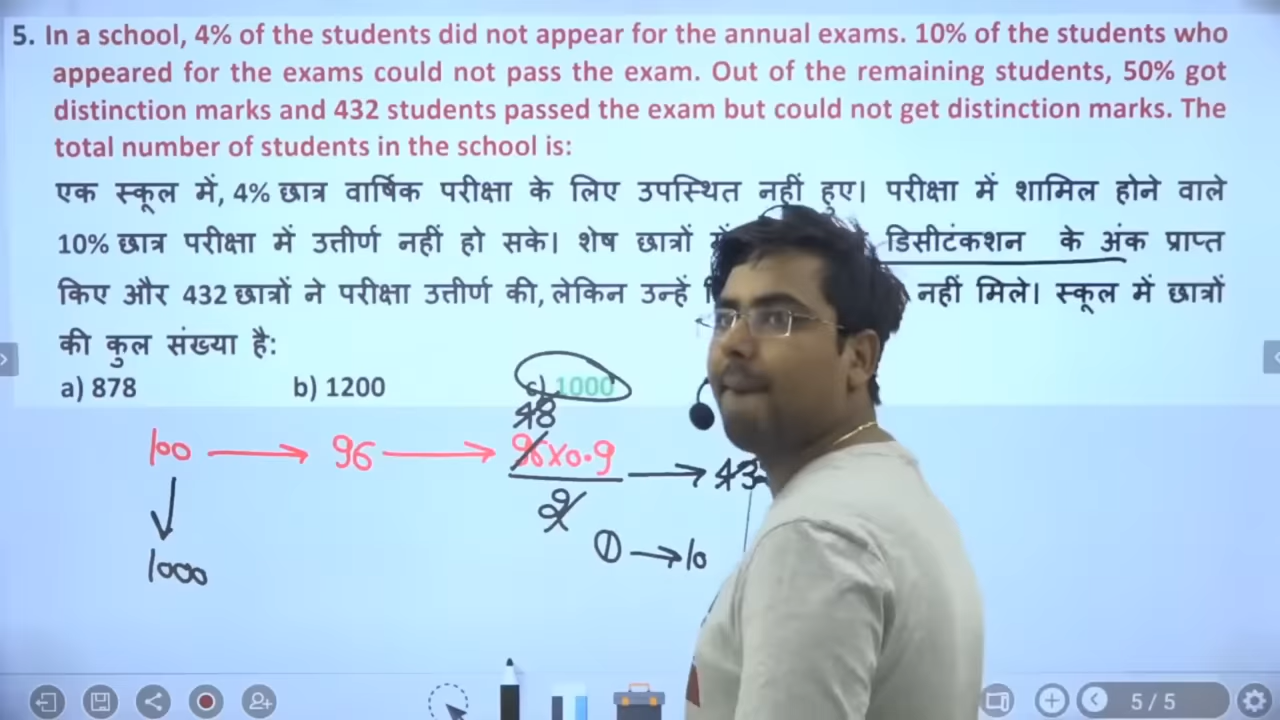 5. In a school, 4% of the students did not appear for the annual exams. 10% of the students who
appeared for the exams could not pass the exam. Out of the remaining students, 50% got
distinction marks and 432 students passed the exam but could not get distinction marks. The
total number of students in the school is:
एक स्कूल में, 4% छात्र वार्षिक परीक्षा के लिए उपस्थित नहीं हुए। परीक्षा में शामिल होने वाले
10% छात्र परीक्षा में उत्तीर्ण नहीं हो सके। शेष छात्रों डिसीटंकशन के अंक प्राप्त
किए और 432 छात्रों ने परीक्षा उत्तीर्ण की, लेकिन उन्हें नहीं मिले। स्कूल में छात्रों
की कुल संख्या है:
a) 878 b) 1200 c) 1000
48
100 → 96 → 96×0.9 →
2
① → 10
1000
5 / 5